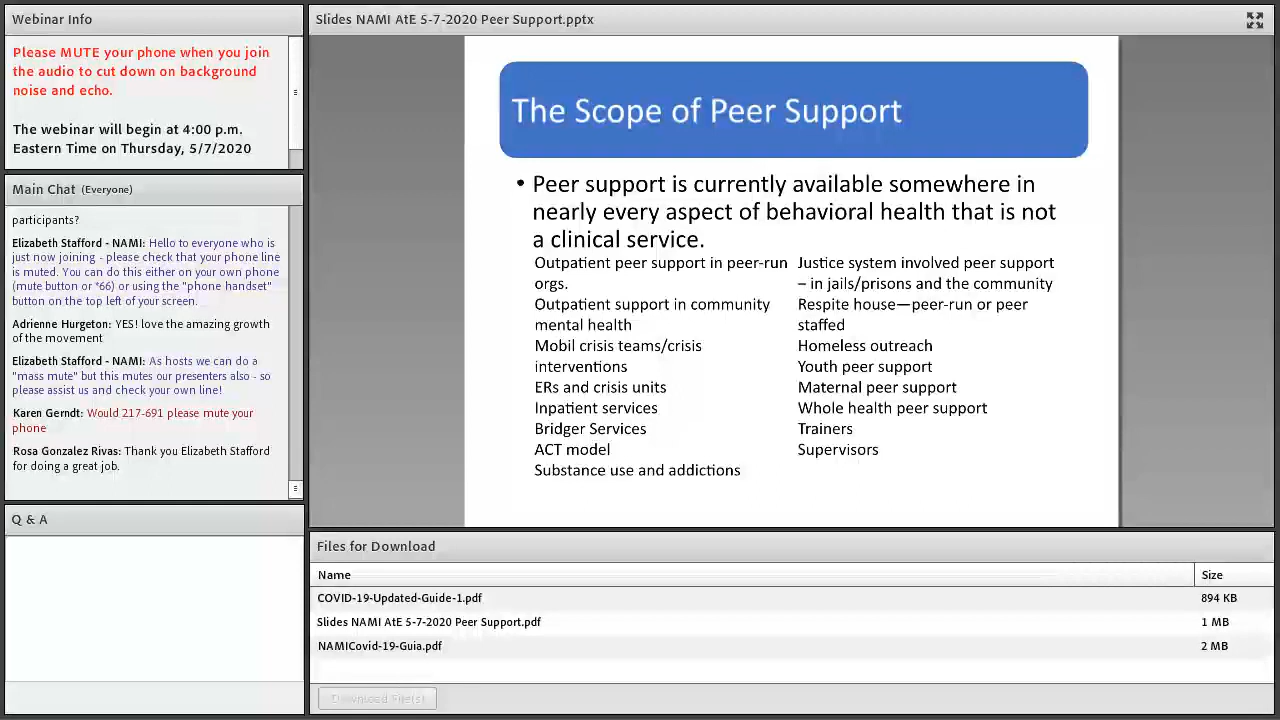 Webinar Info
Please MUTE your phone when you join
the audio to cut down on background
noise and echo.
The webinar will begin at 4:00 p.m.
Eastern Time on Thursday, 5/7/2020
Main Chat (Everyone)
participants?
Elizabeth Stafford - NAMI: Hello to everyone who is
just now joining - please check that your phone line
is muted. You can do this either on your own phone
(mute button or *66) or using the "phone handset"
button on the top left of your screen.
Adrienne Hurgeton: YES! love the amazing growth
of the movement
Elizabeth Stafford - NAMI: As hosts we can do a
"mass mute" but this mutes our presenters also - so
please assist us and check your own line!
Karen Gerndt: Would 217-691 please mute your
phone
Rosa Gonzalez Rivas: Thank you Elizabeth Stafford
for doing a great job.
Q & A
Slides NAMI AtE 5-7-2020 Peer Support.pptx
The Scope of Peer Support
• Peer support is currently available somewhere in
nearly every aspect of behavioral health that is not
a clinical service.
Outpatient peer support in peer-run
orgs.
Outpatient support in community
mental health
Mobil crisis teams/crisis
interventions
ERs and crisis units
Inpatient services
Bridger Services
ACT model
Substance use and addictions
Justice system involved peer support
– in jails/prisons and the community
Respite house—peer-run or peer
staffed
Homeless outreach
Youth peer support
Maternal peer support
Whole health peer support
Trainers
Supervisors
Files for Download
Name Size
COVID-19-Updated-Guide-1.pdf 894 KB
Slides NAMI AtE 5-7-2020 Peer Support.pdf 1 MB
NAMICovid-19-Guia.pdf 2 MB
Download File(s)